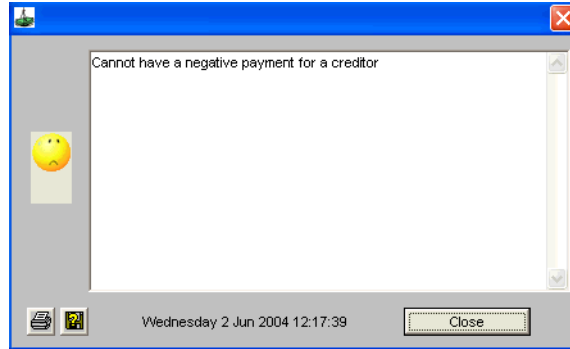 Cannot have a negative payment for a creditor
Wednesday 2 Jun 2004 12:17:39
Close